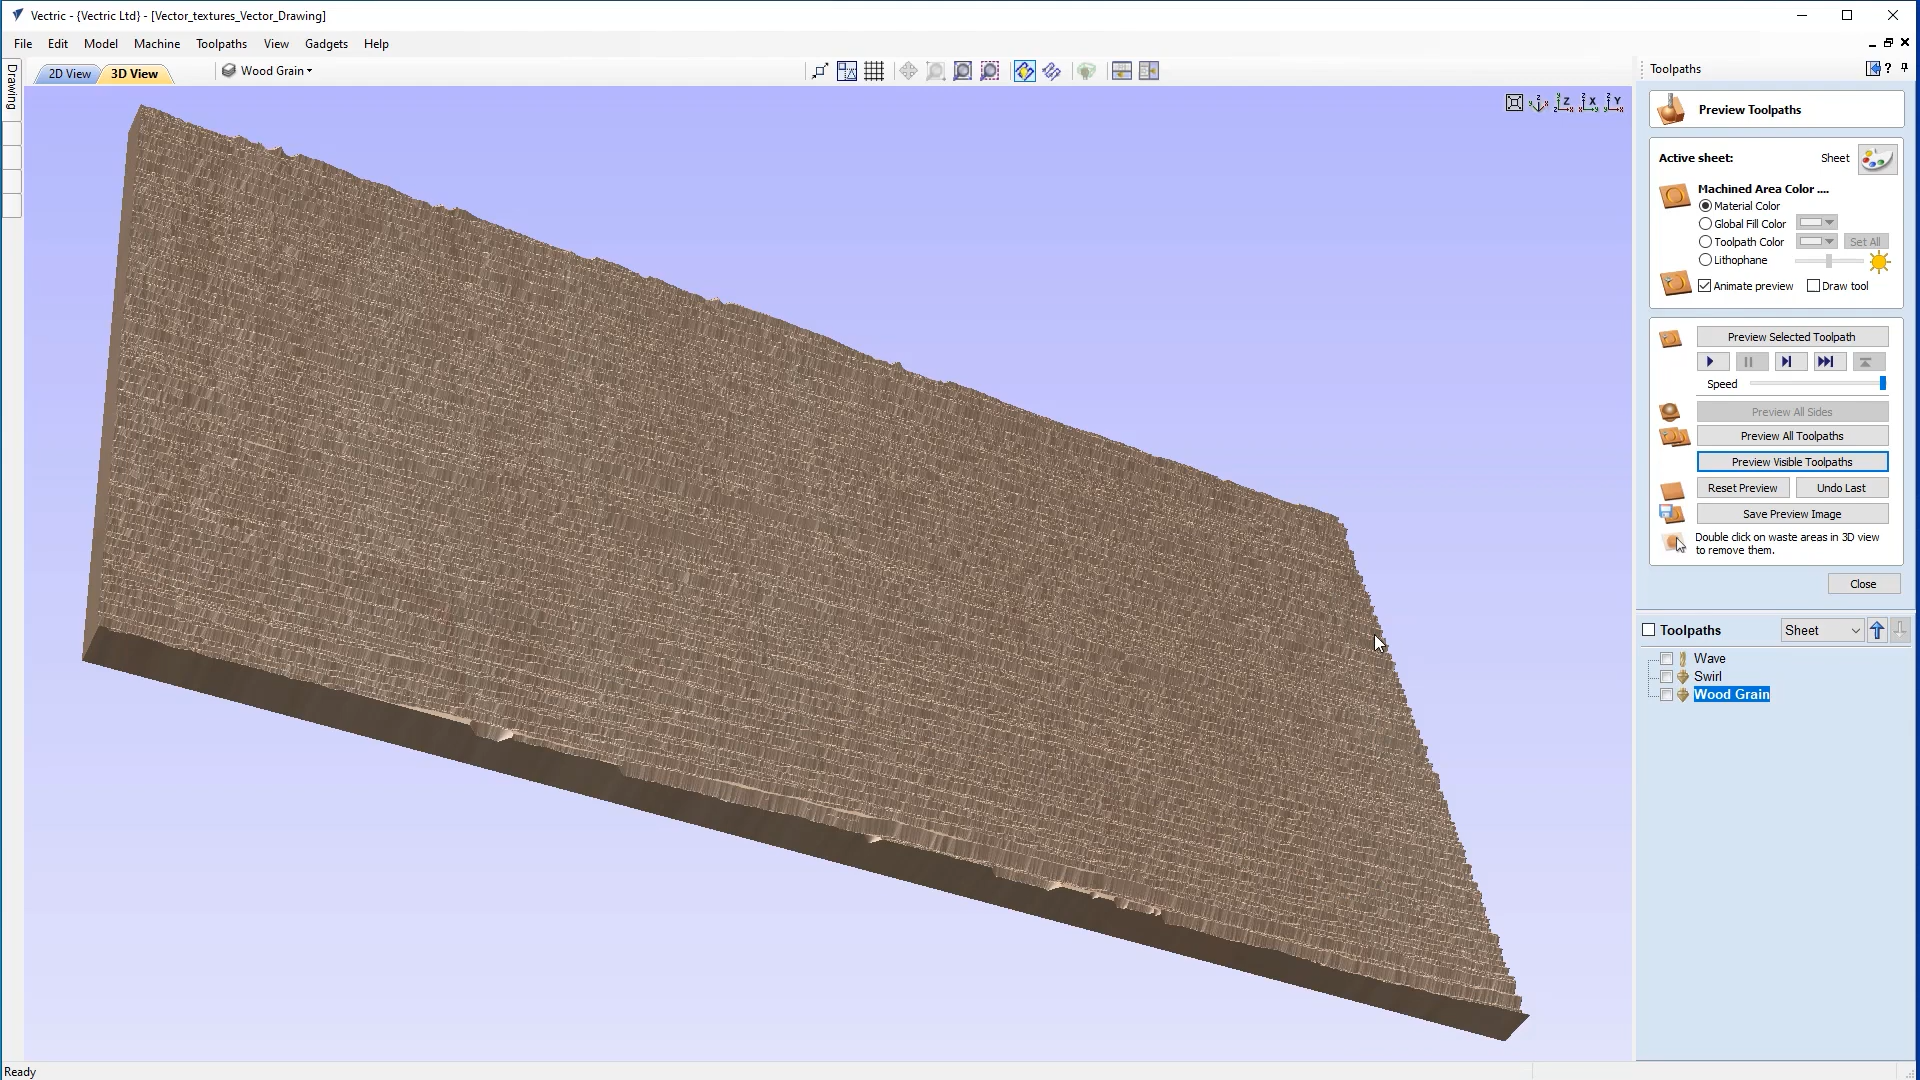 Vectric - {Vectric Ltd} - [Vector_textures_Vector_Drawing]
File Edit Model Machine Toolpaths View Gadgets Help
Drawing
2D View 3D View Wood Grain
Toolpaths
Z Z X Y
Preview Toolpaths
Active sheet: Sheet
Machined Area Color ....
Material Color
Global Fill Color
Toolpath Color Set All
Lithophane
Animate preview Draw tool
Preview Selected Toolpath
Speed
Preview All Sides
Preview All Toolpaths
Preview Visible Toolpaths
Reset Preview Undo Last
Save Preview Image
Double click on waste areas in 3D view
to remove them.
Close
Toolpaths Sheet
Wave
Swirl
Wood Grain
Ready